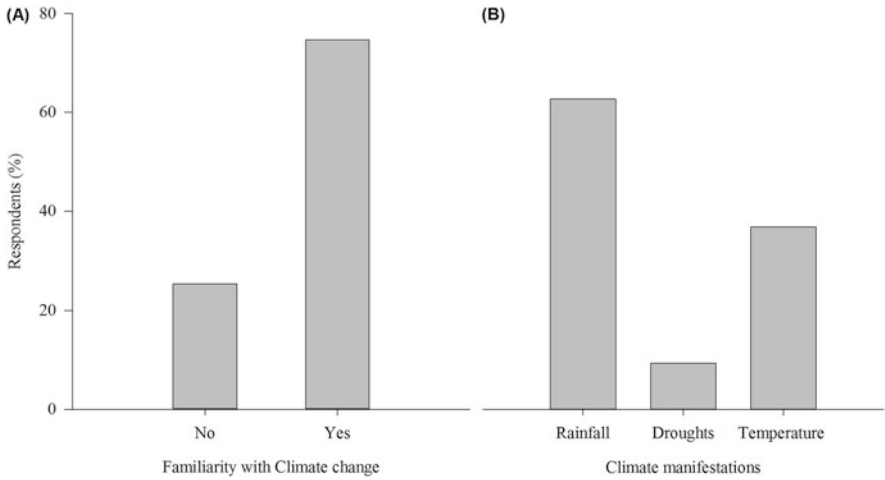 (A)
80
60
40
20
0
Respondents (%)
No Yes
Familiarity with Climate change
(B)
Rainfall Droughts Temperature
Climate manifestations